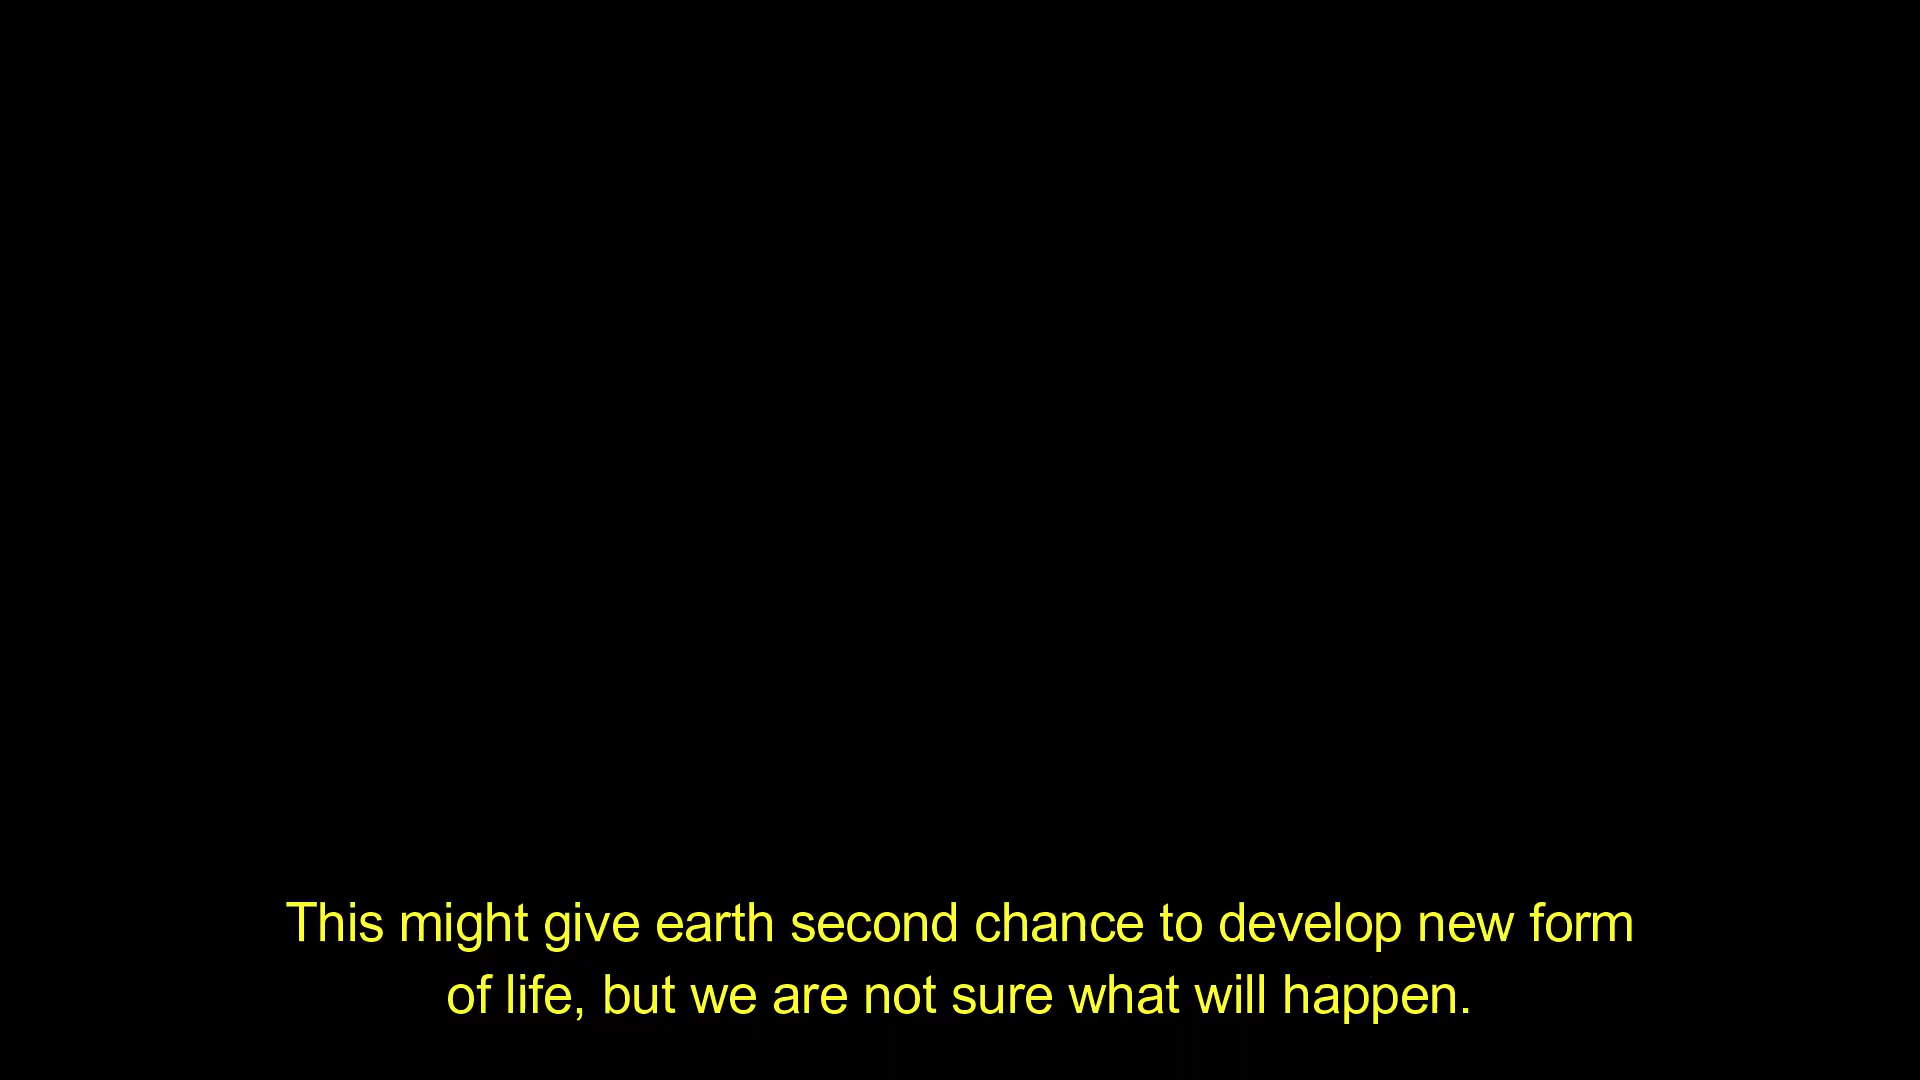 This might give earth second chance to develop new form
of life, but we are not sure what will happen.